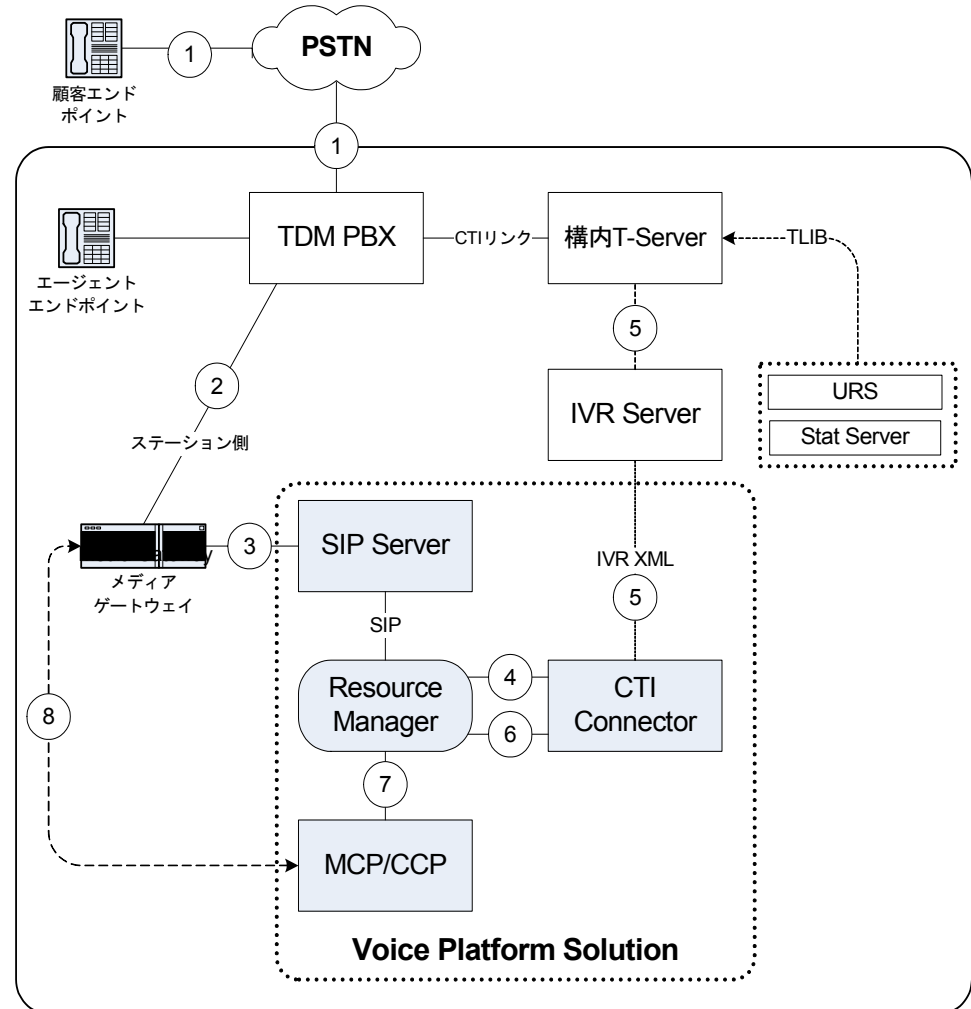 1
PSTN
顧客エンド
ポイント
1
TDM PBX
CTIリンク
構内T-Server
TLIB
エージェント
エンドポイント
5
2
IVR Server
URS
Stat Server
ステーション側
3
SIP Server
メディア
ゲートウェイ
IVR XML
5
SIP
Resource
Manager
4
6
CTI
Connector
8
7
MCP/CCP
Voice Platform Solution